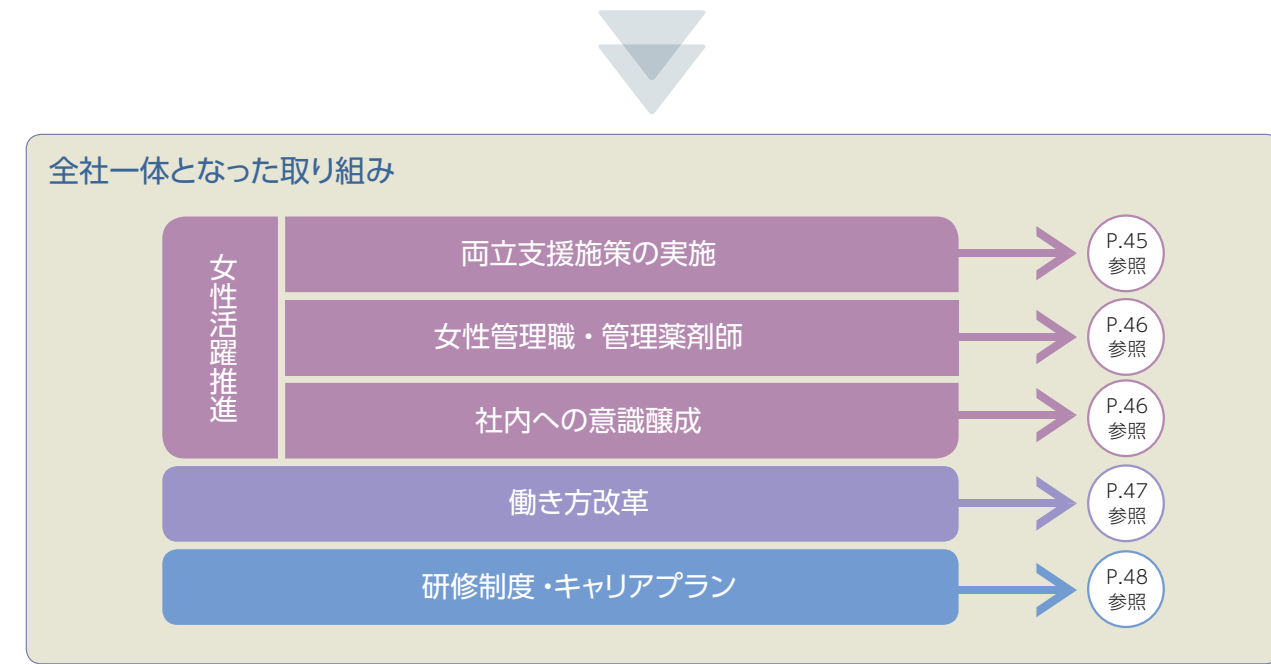 全社一体となった取り組み
女性活躍推進
両立支援施策の実施
P.45
参照
女性管理職・管理薬剤師
P.46
参照
社内への意識醸成
P.46
参照
働き方改革
P.47
参照
研修制度・キャリアプラン
P.48
参照